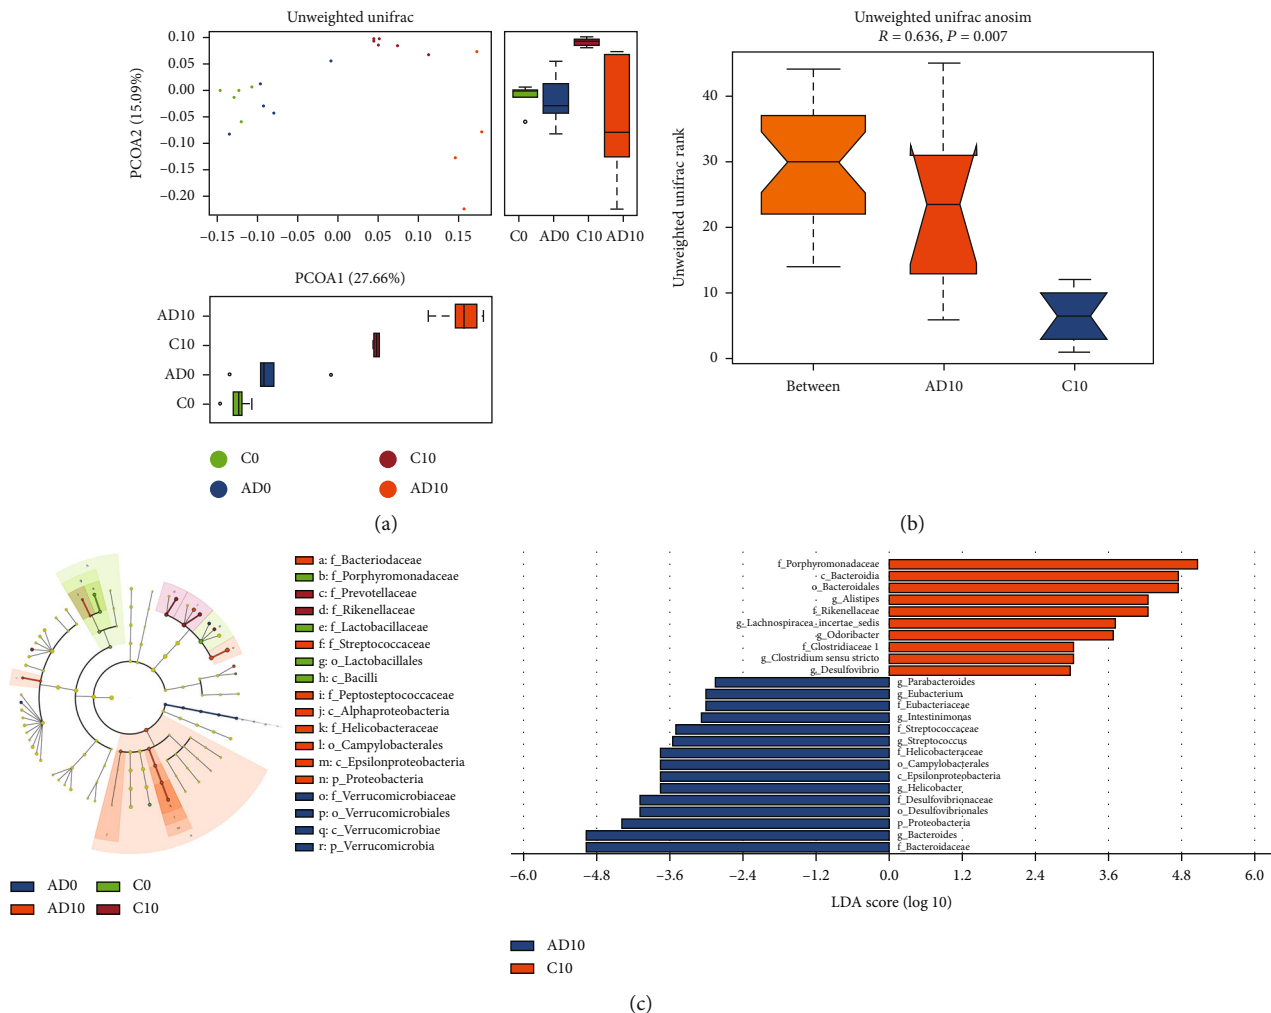 Unweighted unifrac
PCOA2 (15.09%)
0.10
0.05
0.00
−0.05
−0.10
−0.15
−0.20
−0.15 −0.10 −0.05 0.00 0.05 0.10 0.15
C0 AD0 C10 AD10
PCOA1 (27.66%)
AD10
C10
AD0
C0
C0 C10
AD0 AD10
(a)
Unweighted unifrac anosim
R = 0.636, P = 0.007
Unweighted unifrac rank
40
30
20
10
0
Between AD10 C10
(b)
a: f_Bacteriodaceae
b: f_Porphyromonadaceae
c: f_Prevotellaceae
d: f_Rikenellaceae
e: f_Lactobacillaceae
f: f_Streptococcaceae
g: o_Lactobacillales
h: c_Bacilli
i: f_Peptosteptococcaceae
j: c_Alphaproteobacteria
k: f_Helicobacteraceae
l: o_Campylobacterales
m: c_Epsilonproteobacteria
n: p_Proteobacteria
o: f_Verrucomicrobiaceae
p: o_Verrucomicrobiales
q: c_Verrucomicrobiae
r: p_Verrucomicrobia
AD0 C0
AD10 C10
f_Porphyromonadaceae
c_Bacteroidia
o_Bacteroidales
g_Alistipes
f_Rikenellaceae
g_Lachnospiracea_incertae_sedis
g_Odoribacter
f_Glostridiaceae 1
g_Clostridium sensu stricto
g_Desulfovibrio
g_Parabacteroides
g_Eubacterium
f_Eubacteriaceae
g_Intestinimonas
f_Streptococcaceae
g_Streptococcus
f_Helicobacteraceae
o_Campylobacterales
c_Epsilonproteobacteria
g_Helicobacter
f_Desulfovibrionaceae
o_Desulfovibrionales
p_Proteobacteria
g_Bacteroides
f_Bacteroidaceae
−6.0 −4.8 −3.6 −2.4 −1.2 0.0 1.2 2.4 3.6 4.8 6.0
LDA score (log 10)
AD10
C10
(c)